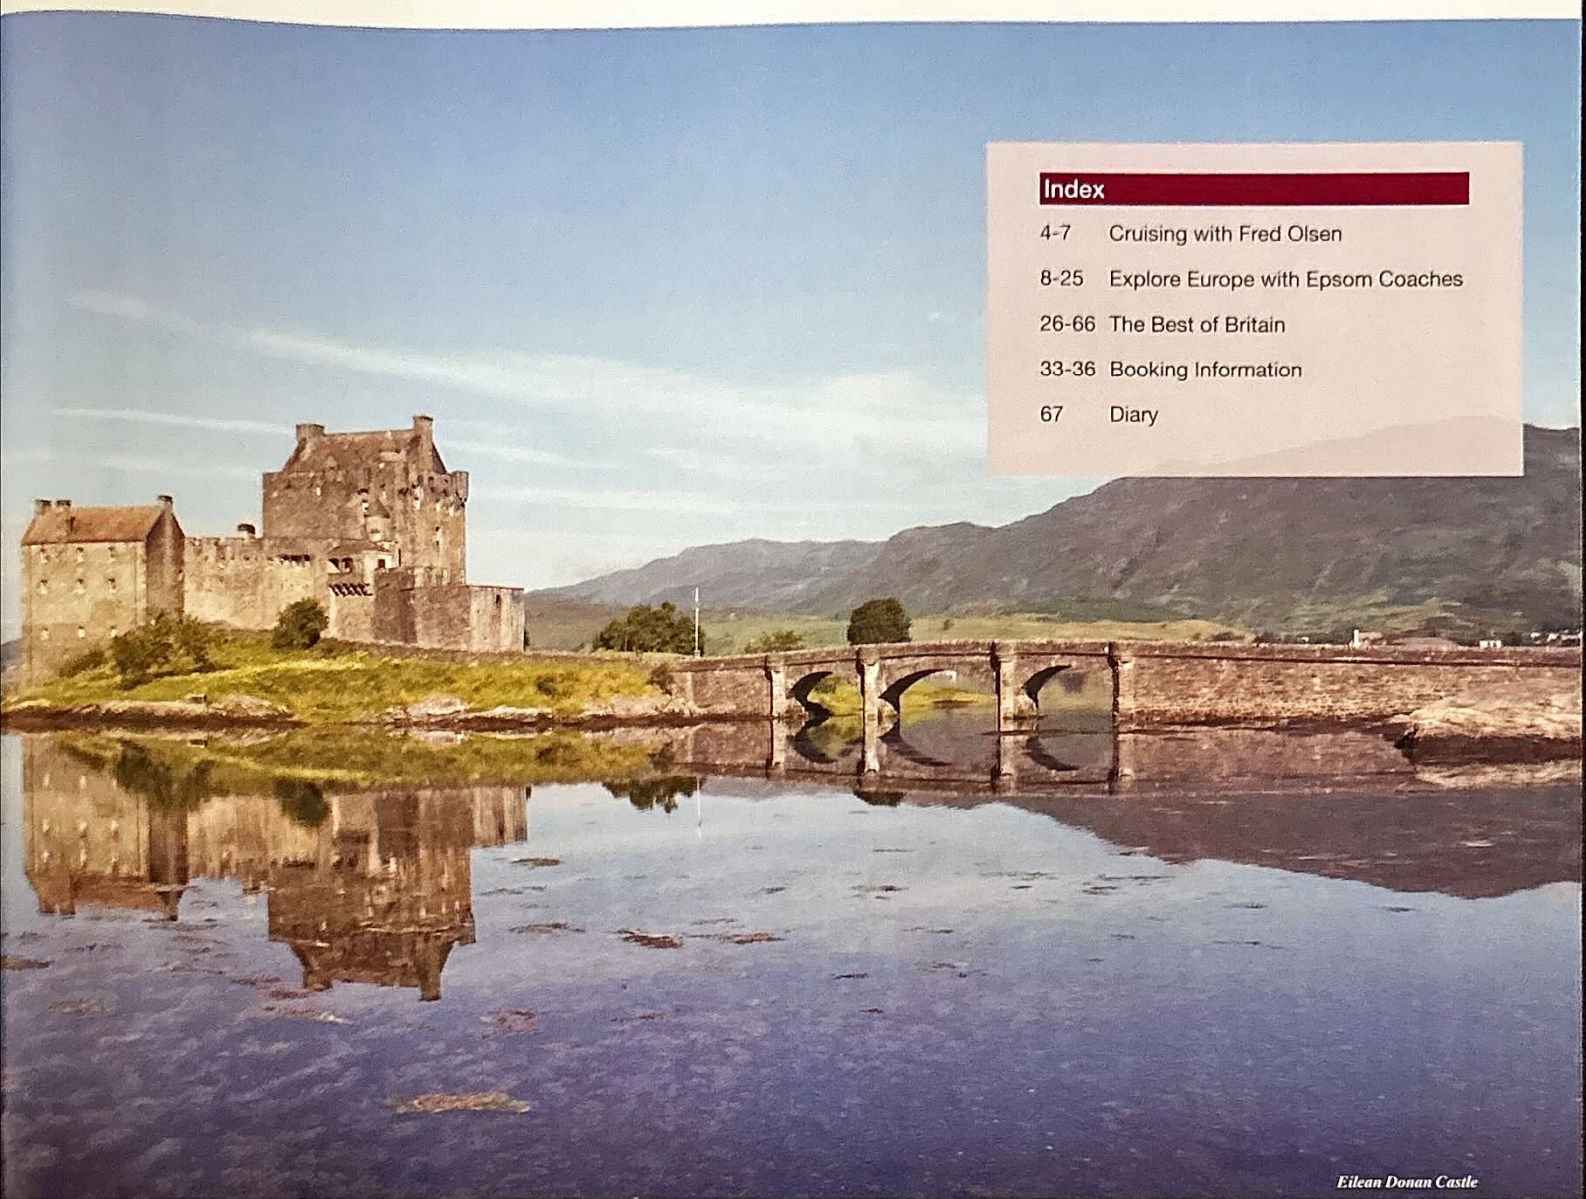 Index
4-7 Cruising with Fred Olsen
8-25 Explore Europe with Epsom Coaches
26-66 The Best of Britain
33-36 Booking Information
67 Diary
Eilean Donan Castle